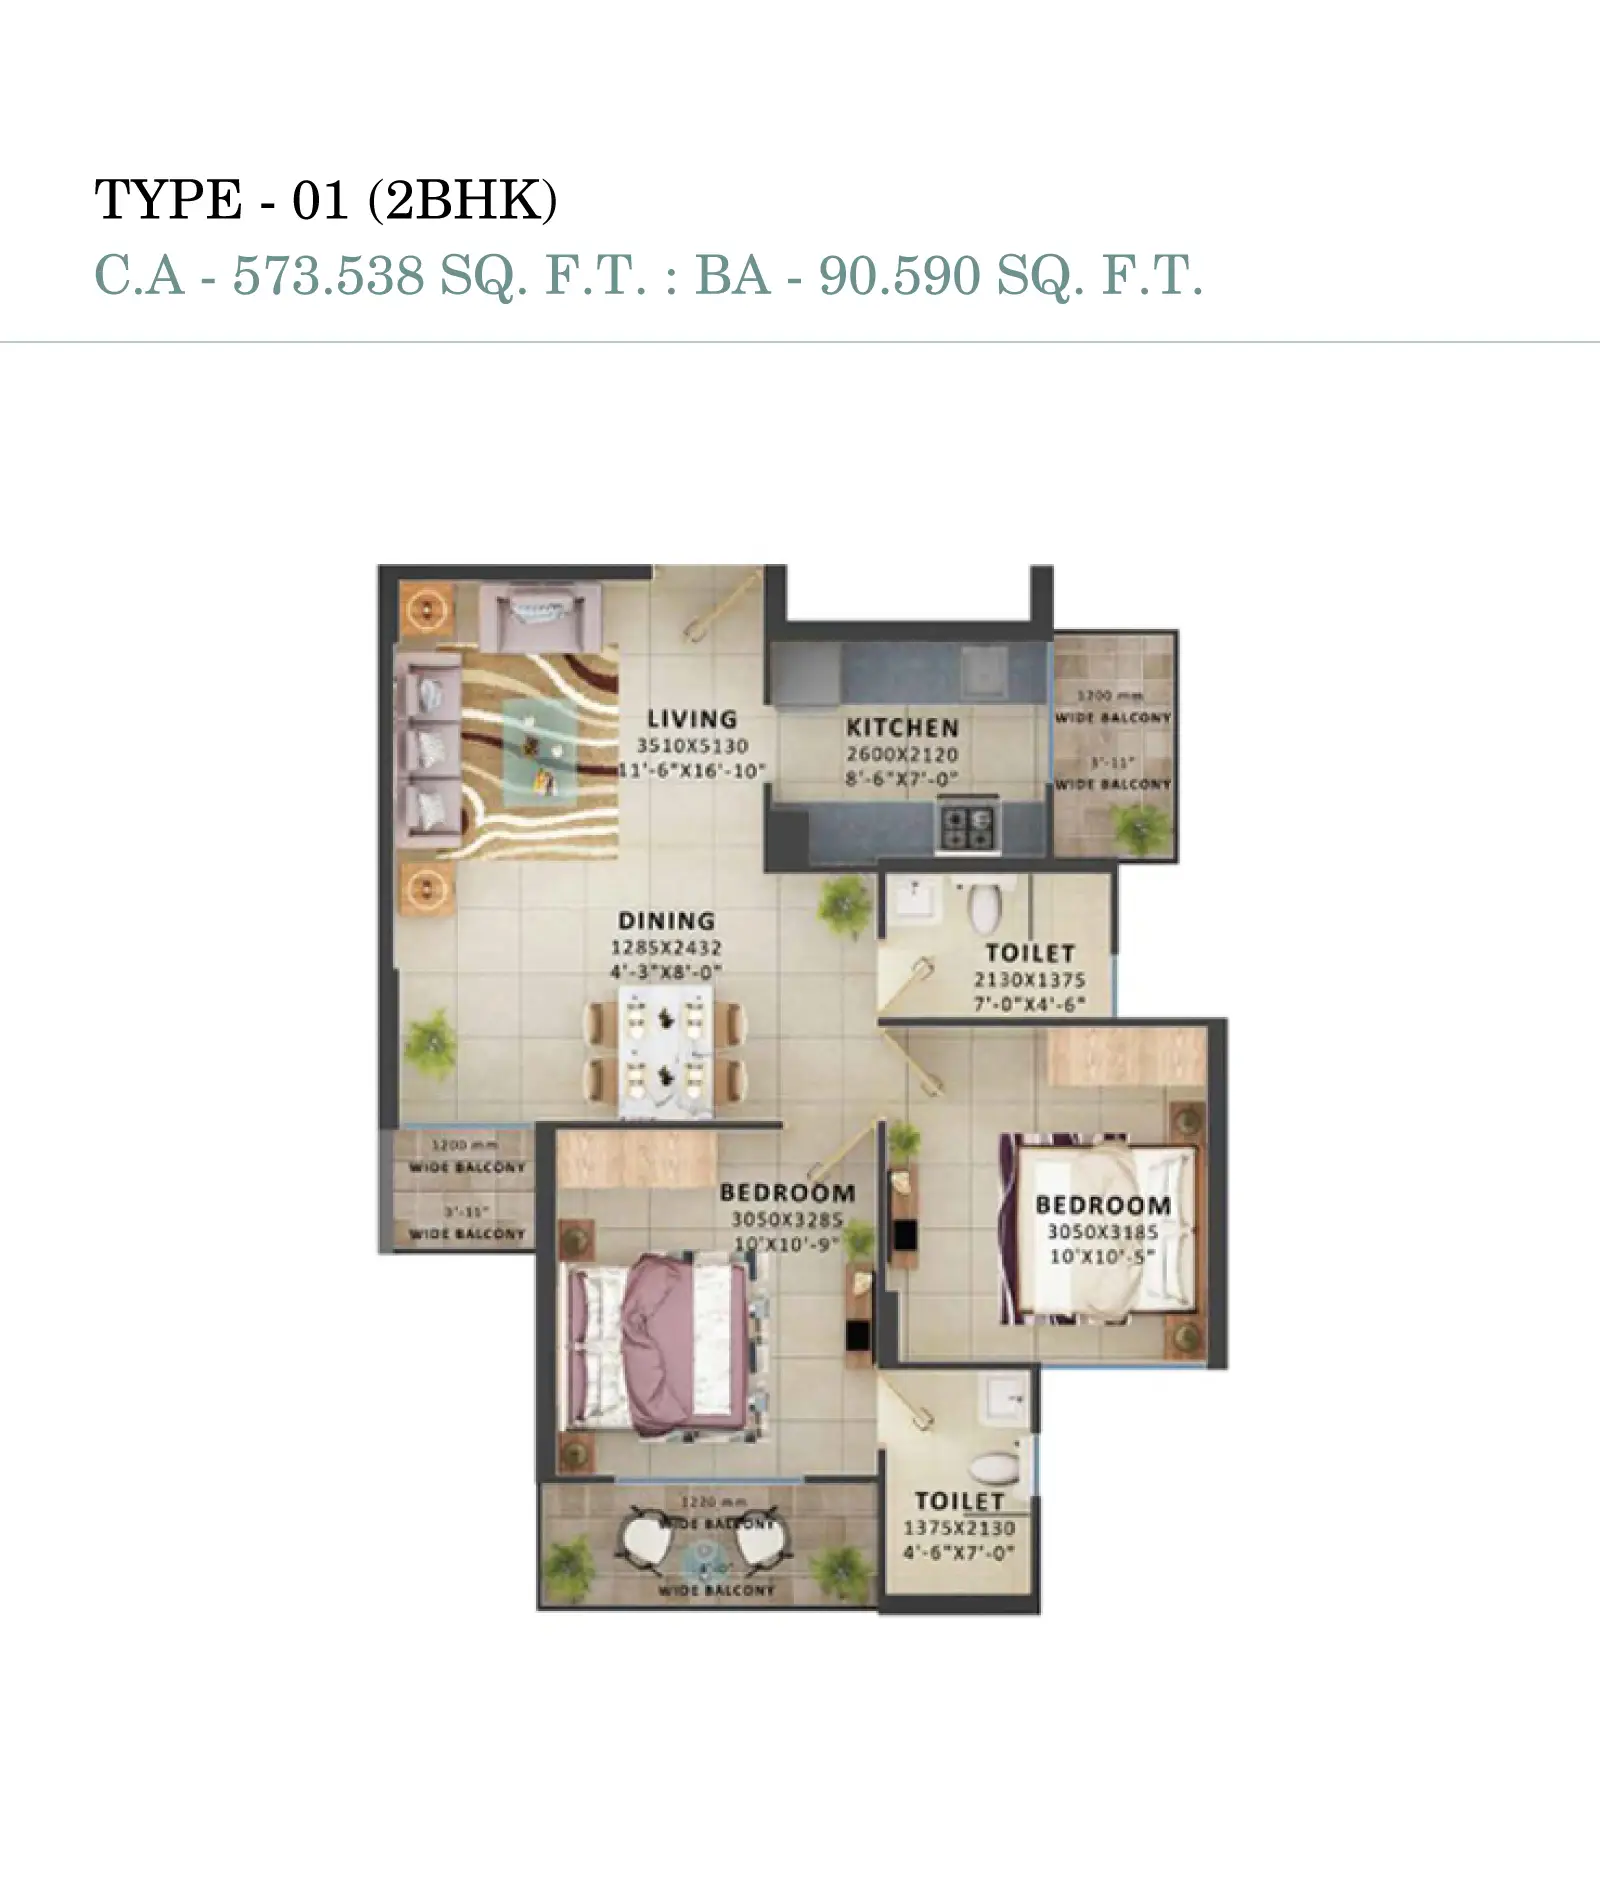 TYPE - 01 (2BHK)
C.A - 573.538 SQ. F.T. : BA - 90.590 SQ. F.T.
LIVING
3510X5130
11'-6"X16'-10"
KITCHEN
2600X2120
8'-6"X7'-0"
1200 mm
WIDE BALCONY
3'-11"
WIDE BALCONY
DINING
1285X2432
4'-3"X8'-0"
TOILET
2130X1375
7'-0"X4'-6"
1200 mm
WIDE BALCONY
3'-11"
WIDE BALCONY
BEDROOM
3050X3285
10'X10'-9"
BEDROOM
3050X3185
10'X10'-5"
TOILET
1375X2130
4'-6"X7'-0"
1220 mm
WIDE BALCONY
4'-0"
WIDE BALCONY